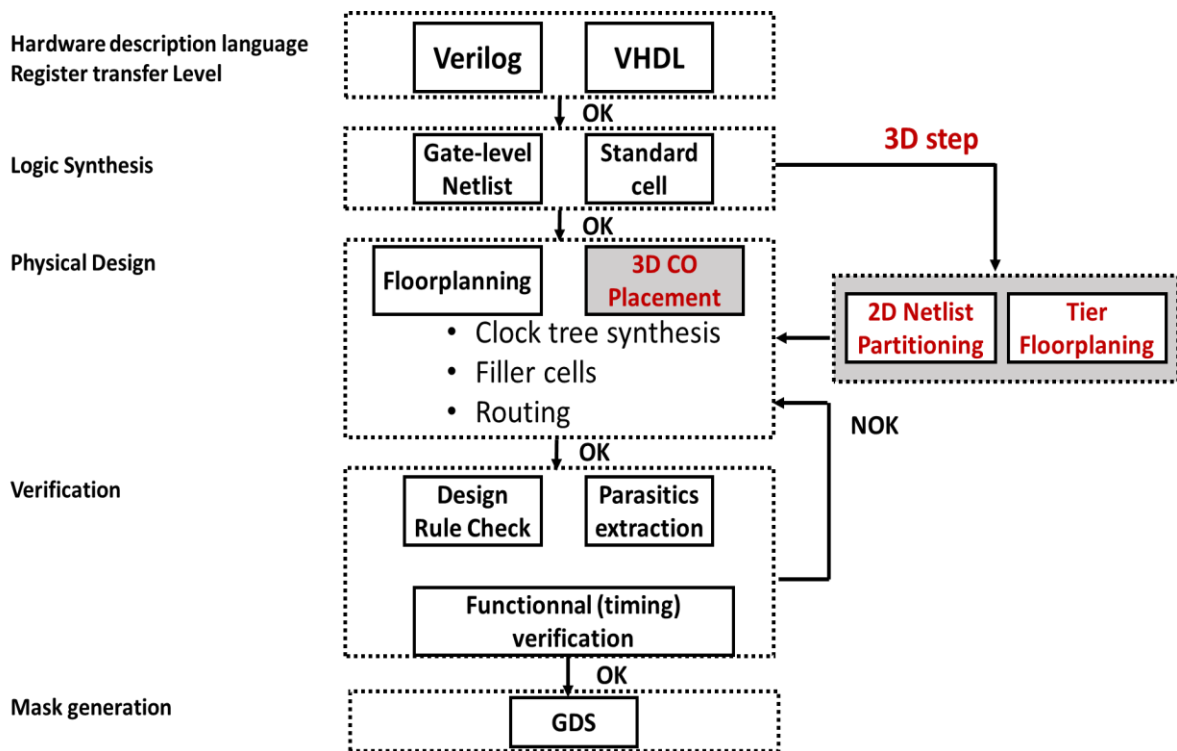 Hardware description language
Register transfer Level
Verilog
VHDL
OK
Logic Synthesis
Gate-level
Netlist
Standard
cell
3D step
OK
Physical Design
Floorplanning
3D CO
Placement
• Clock tree synthesis
• Filler cells
• Routing
2D Netlist
Partitioning
Tier
Floorplaning
NOK
OK
Verification
Design
Rule Check
Parasitics
extraction
Functionnal (timing)
verification
OK
Mask generation
GDS